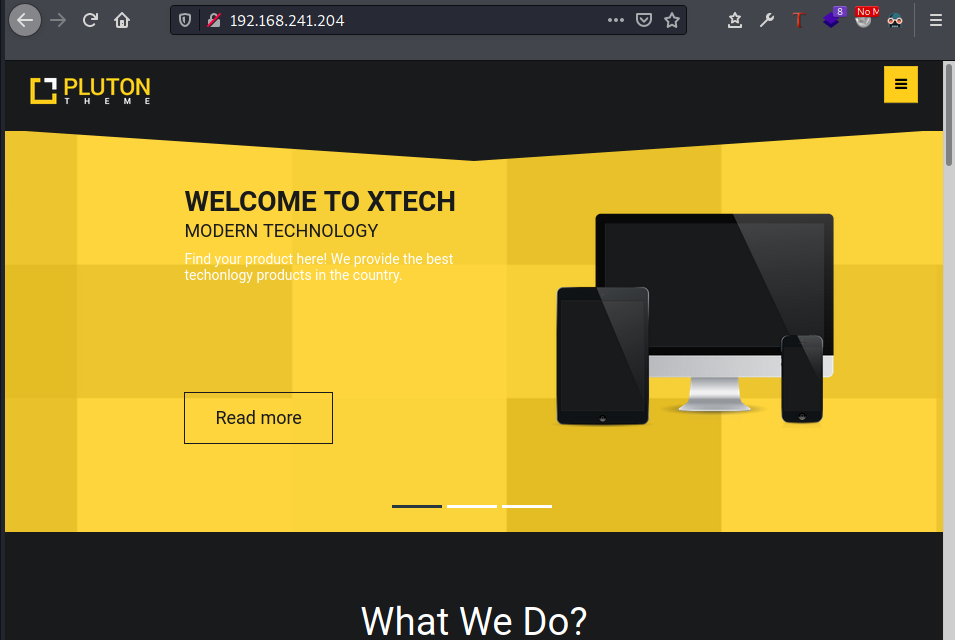 192.168.241.204
8
No M
PLUTON
THEME
WELCOME TO XTECH
MODERN TECHNOLOGY
Find your product here! We provide the best
techonlogy products in the country.
Read more
What We Do?